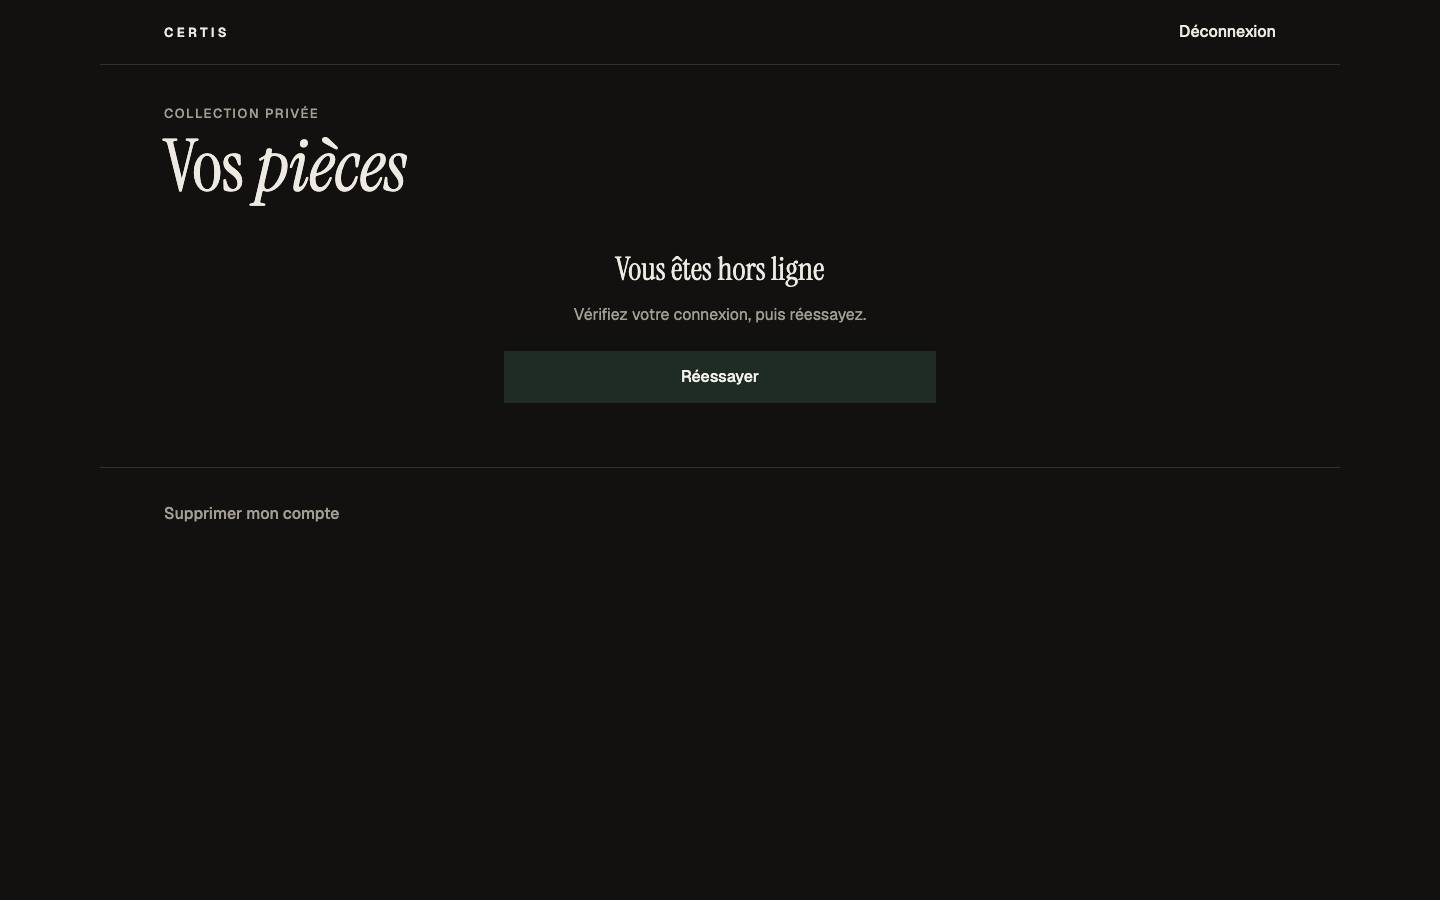 CERTIS
Déconnexion
COLLECTION PRIVÉE
Vos pièces
Vous êtes hors ligne
Vérifiez votre connexion, puis réessayez.
Réessayer
Supprimer mon compte